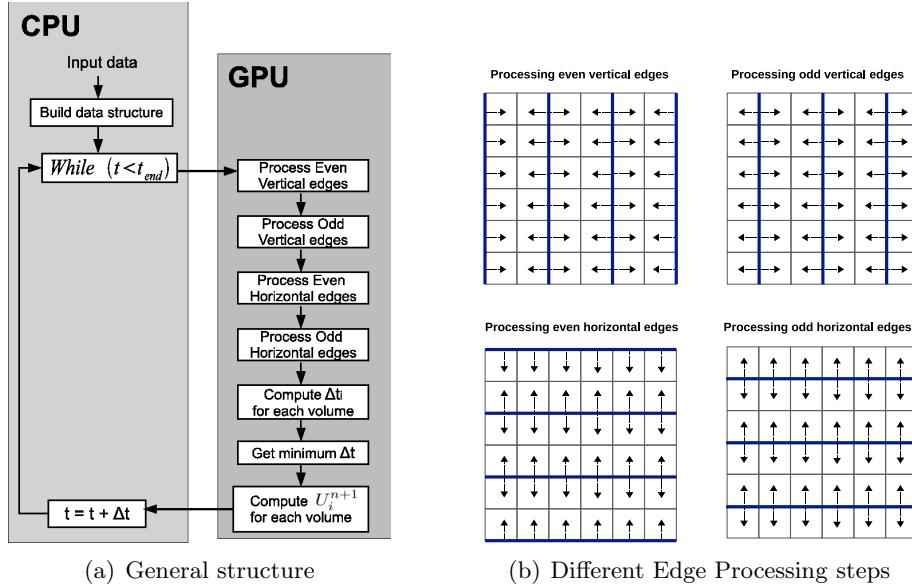 CPU
Input data
Build data structure
While (t<t_end)
t = t + Δt
GPU
Process Even
Vertical edges
Process Odd
Vertical edges
Process Even
Horizontal edges
Process Odd
Horizontal edges
Compute Δti
for each volume
Get minimum Δt
Compute U_i^{n+1}
for each volume
(a) General structure
Processing even vertical edges
Processing odd vertical edges
Processing even horizontal edges
Processing odd horizontal edges
(b) Different Edge Processing steps